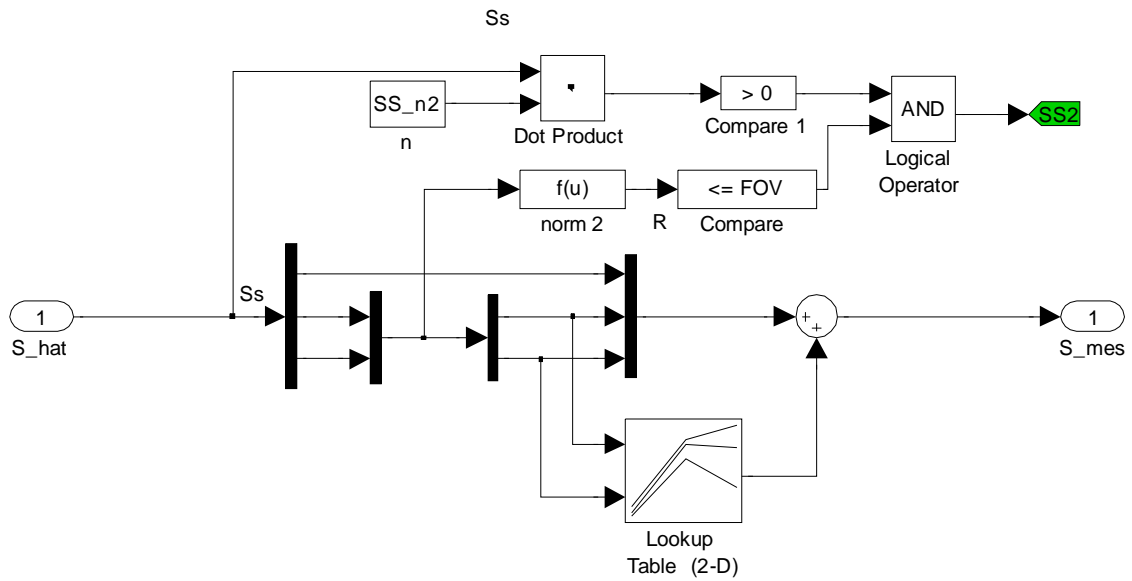 Ss
SS_n2
n
Dot Product
> 0
Compare 1
AND
Logical
Operator
SS2
f(u)
norm 2
R
<= FOV
Compare
Ss
1
S_hat
+
+
1
S_mes
Lookup
Table (2-D)